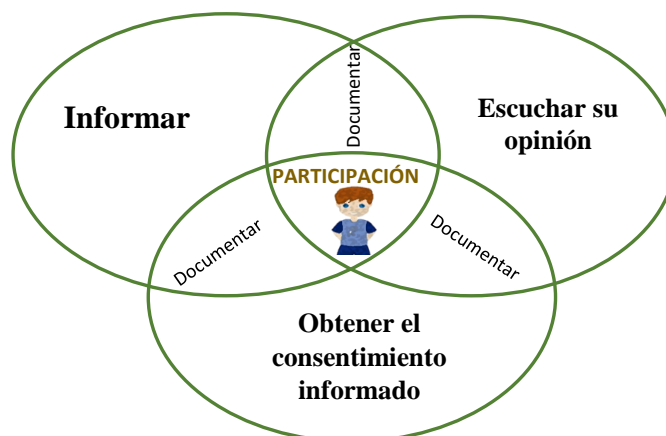 Documentar
Informar
Escuchar su
opinión
PARTICIPACIÓN
Documentar
Documentar
Obtener el
consentimiento
informado